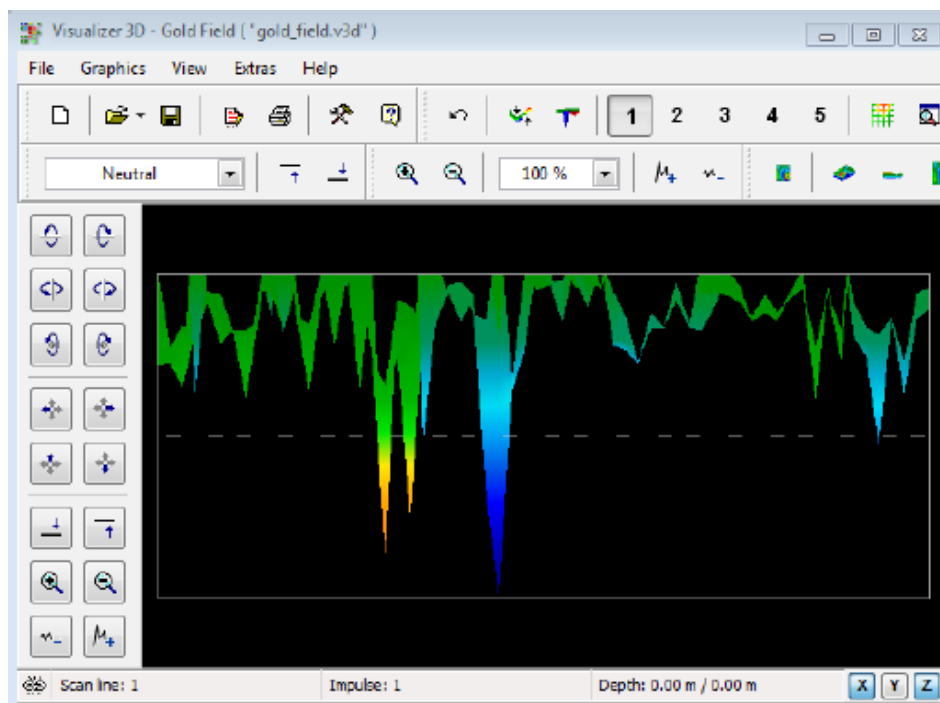 Visualizer 3D - Gold Field ( "gold_field.v3d" )
File Graphics View Extras Help
1 2 3 4 5
Neutral 100 %
Scan line: 1 Impulse: 1 Depth: 0.00 m / 0.00 m X Y Z